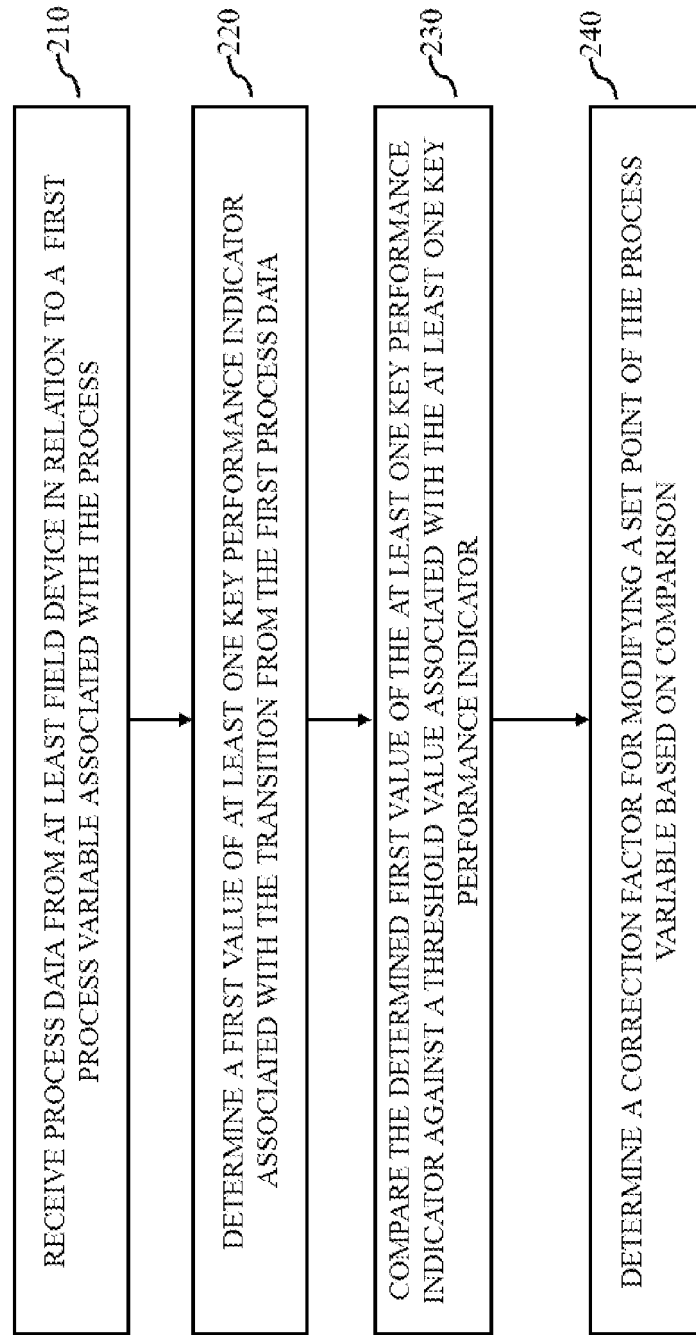 RECEIVE PROCESS DATA FROM AT LEAST FIELD DEVICE IN RELATION TO A FIRST
PROCESS VARIABLE ASSOCIATED WITH THE PROCESS
210
DETERMINE A FIRST VALUE OF AT LEAST ONE KEY PERFORMANCE INDICATOR
ASSOCIATED WITH THE TRANSITION FROM THE FIRST PROCESS DATA
220
COMPARE THE DETERMINED FIRST VALUE OF THE AT LEAST ONE KEY PERFORMANCE
INDICATOR AGAINST A THRESHOLD VALUE ASSOCIATED WITH THE AT LEAST ONE KEY
PERFORMANCE INDICATOR
230
DETERMINE A CORRECTION FACTOR FOR MODIFYING A SET POINT OF THE PROCESS
VARIABLE BASED ON COMPARISON
240